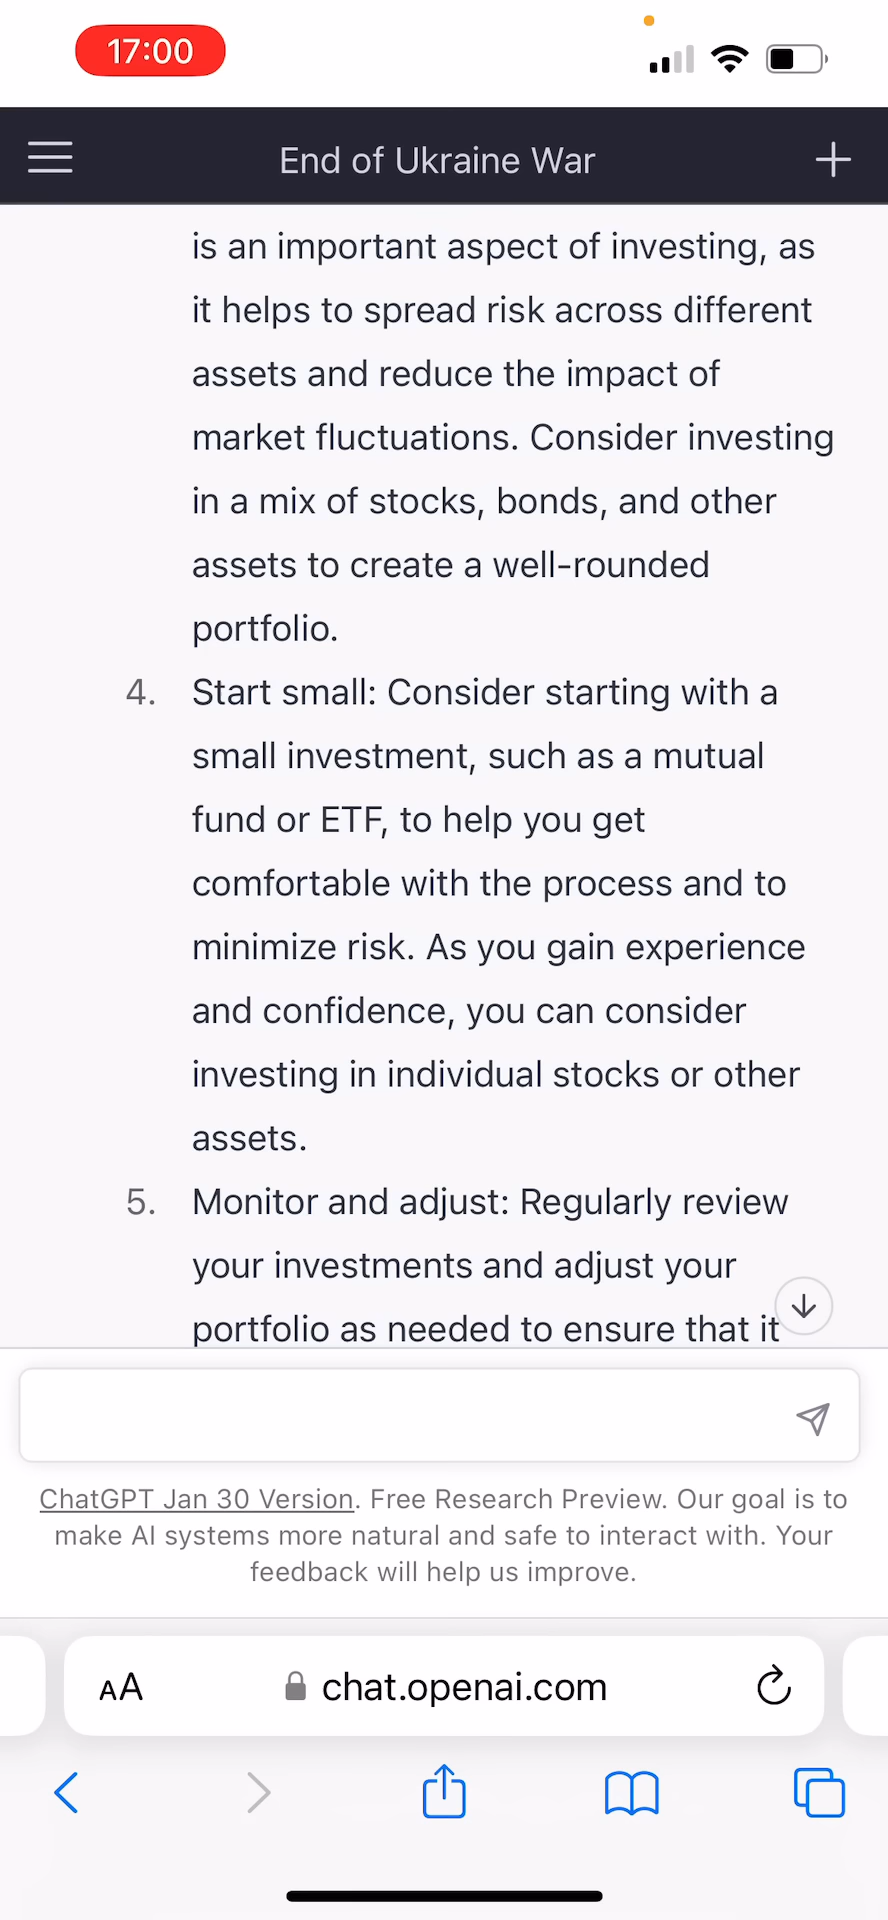 17:00
End of Ukraine War
is an important aspect of investing, as
it helps to spread risk across different
assets and reduce the impact of
market fluctuations. Consider investing
in a mix of stocks, bonds, and other
assets to create a well-rounded
portfolio.
4. Start small: Consider starting with a
small investment, such as a mutual
fund or ETF, to help you get
comfortable with the process and to
minimize risk. As you gain experience
and confidence, you can consider
investing in individual stocks or other
assets.
5. Monitor and adjust: Regularly review
your investments and adjust your
portfolio as needed to ensure that it
ChatGPT Jan 30 Version. Free Research Preview. Our goal is to
make AI systems more natural and safe to interact with. Your
feedback will help us improve.
AA chat.openai.com